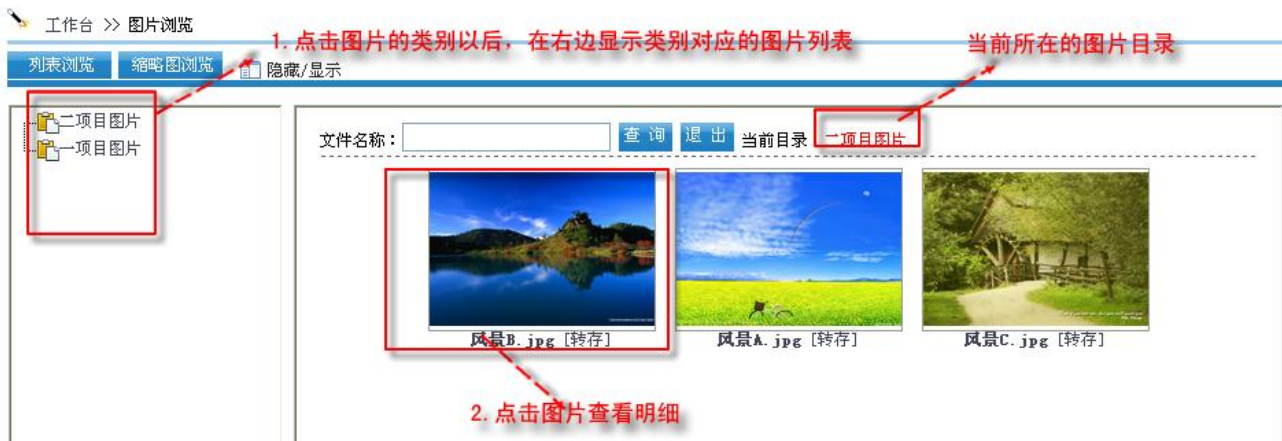 工作台 >> 图片浏览
1. 点击图片的类别以后，在右边显示类别对应的图片列表
当前所在的图片目录
列表浏览 缩略图浏览 隐藏/显示
二项目图片
一项目图片
文件名称： 查 询 退 出 当前目录 二项目图片
风景B.jpg [转存] 风景A.jpg [转存] 风景C.jpg [转存]
2. 点击图片查看明细